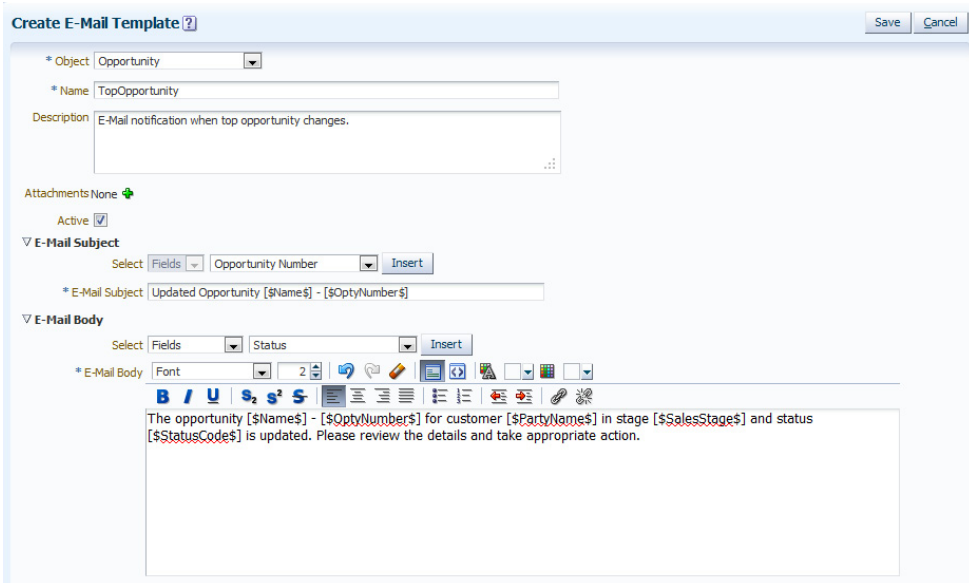 Create E-Mail Template ? Save Cancel
* Object Opportunity
* Name TopOpportunity
Description E-Mail notification when top opportunity changes.
Attachments None
Active
E-Mail Subject
Select Fields Opportunity Number Insert
* E-Mail Subject Updated Opportunity [$Name$] - [$OptyNumber$]
E-Mail Body
Select Fields Status Insert
* E-Mail Body Font 2
B I U S2 S2 S
The opportunity [$Name$] - [$OptyNumber$] for customer [$PartyName$] in stage [$SalesStage$] and status
[$StatusCode$] is updated. Please review the details and take appropriate action.